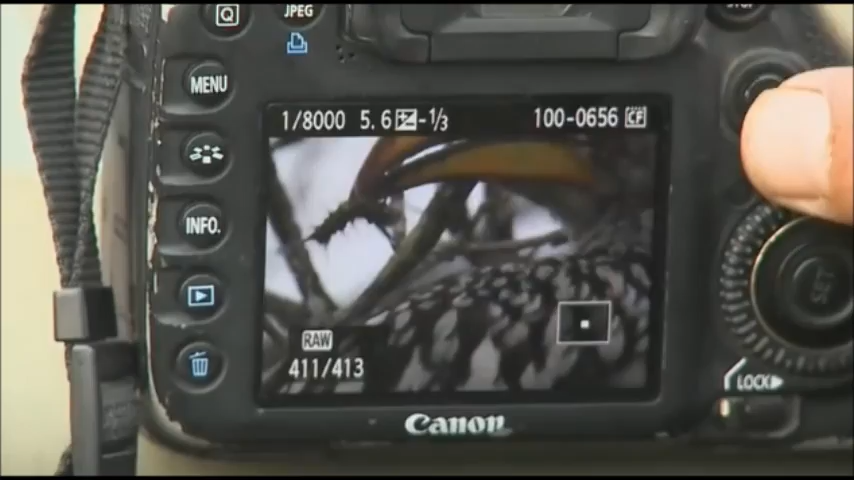 Q
JPEG
MENU
1/8000 5.6 -1/3 100-0656 CF
INFO.
SET
RAW
411/413
LOCK
Canon